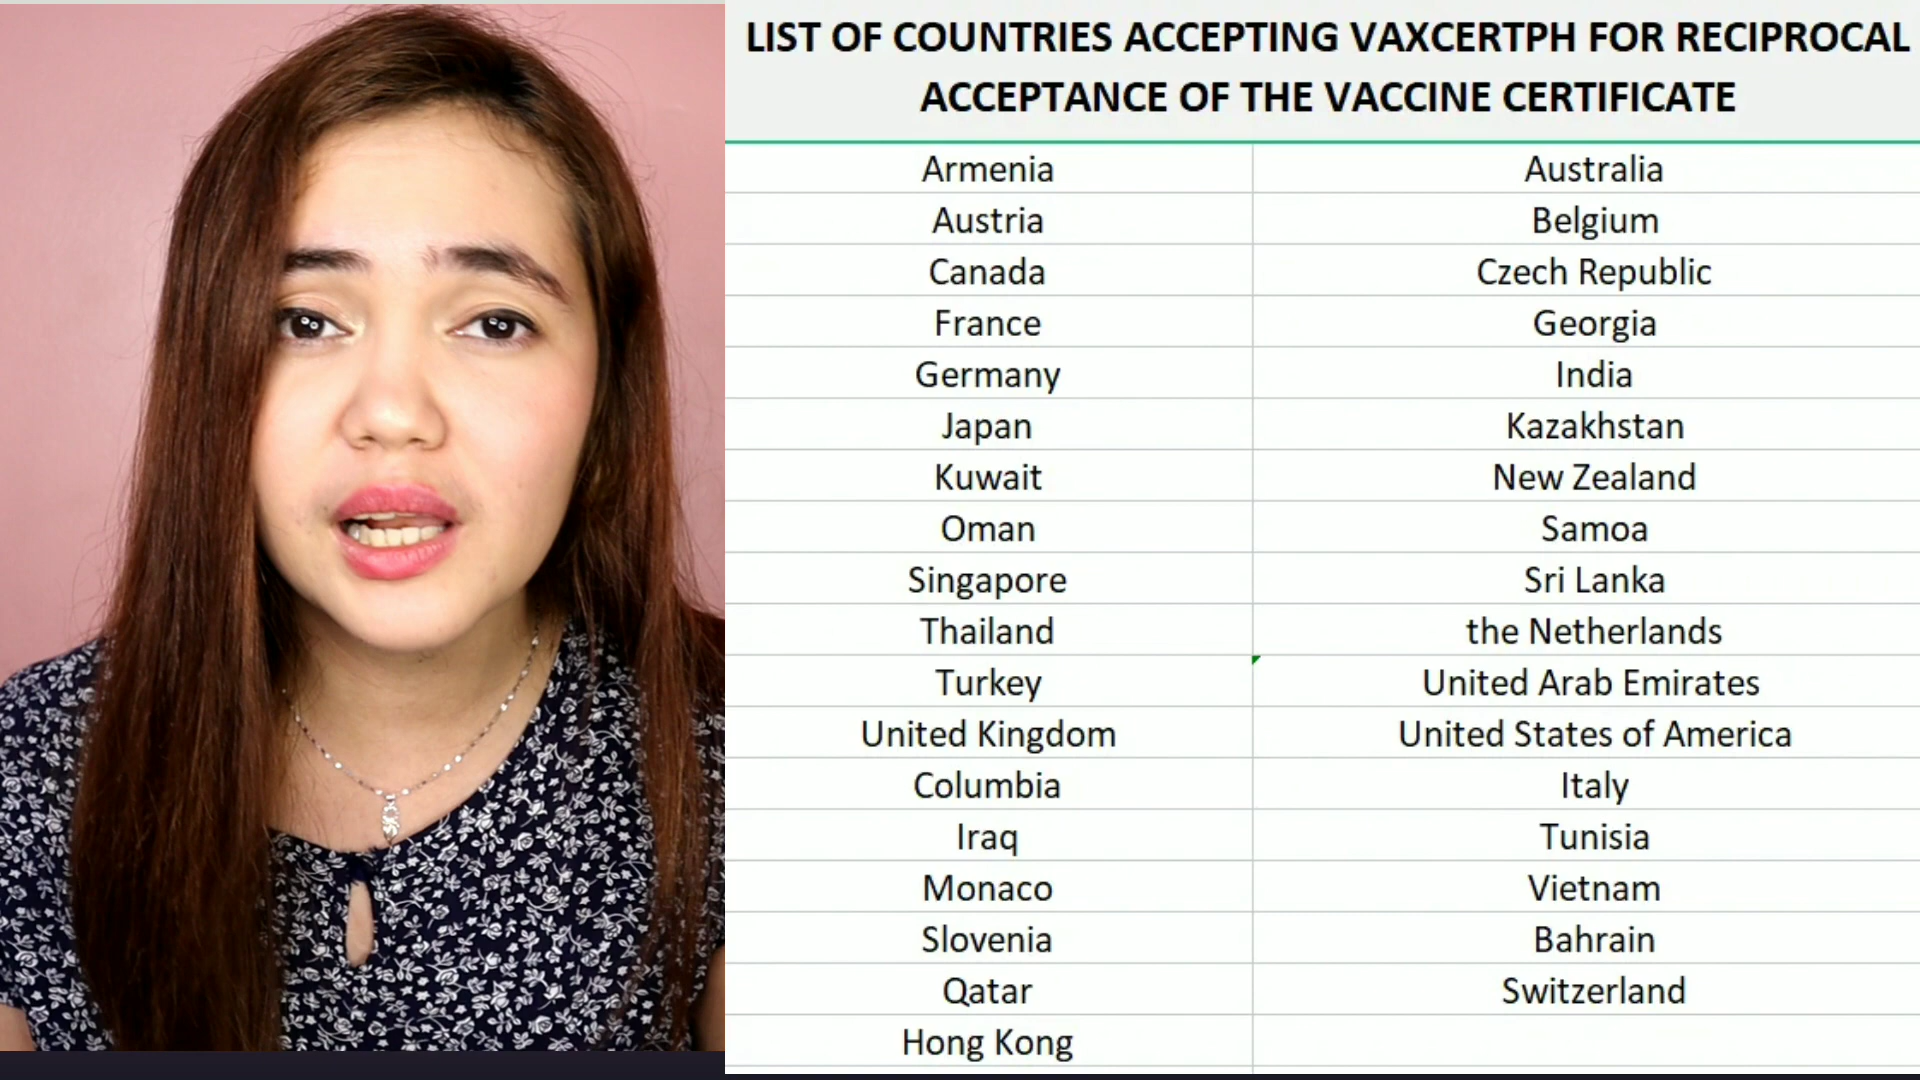 LIST OF COUNTRIES ACCEPTING VAXCERTPH FOR RECIPROCAL
ACCEPTANCE OF THE VACCINE CERTIFICATE
Armenia Australia
Austria Belgium
Canada Czech Republic
France Georgia
Germany India
Japan Kazakhstan
Kuwait New Zealand
Oman Samoa
Singapore Sri Lanka
Thailand the Netherlands
Turkey United Arab Emirates
United Kingdom United States of America
Columbia Italy
Iraq Tunisia
Monaco Vietnam
Slovenia Bahrain
Qatar Switzerland
Hong Kong